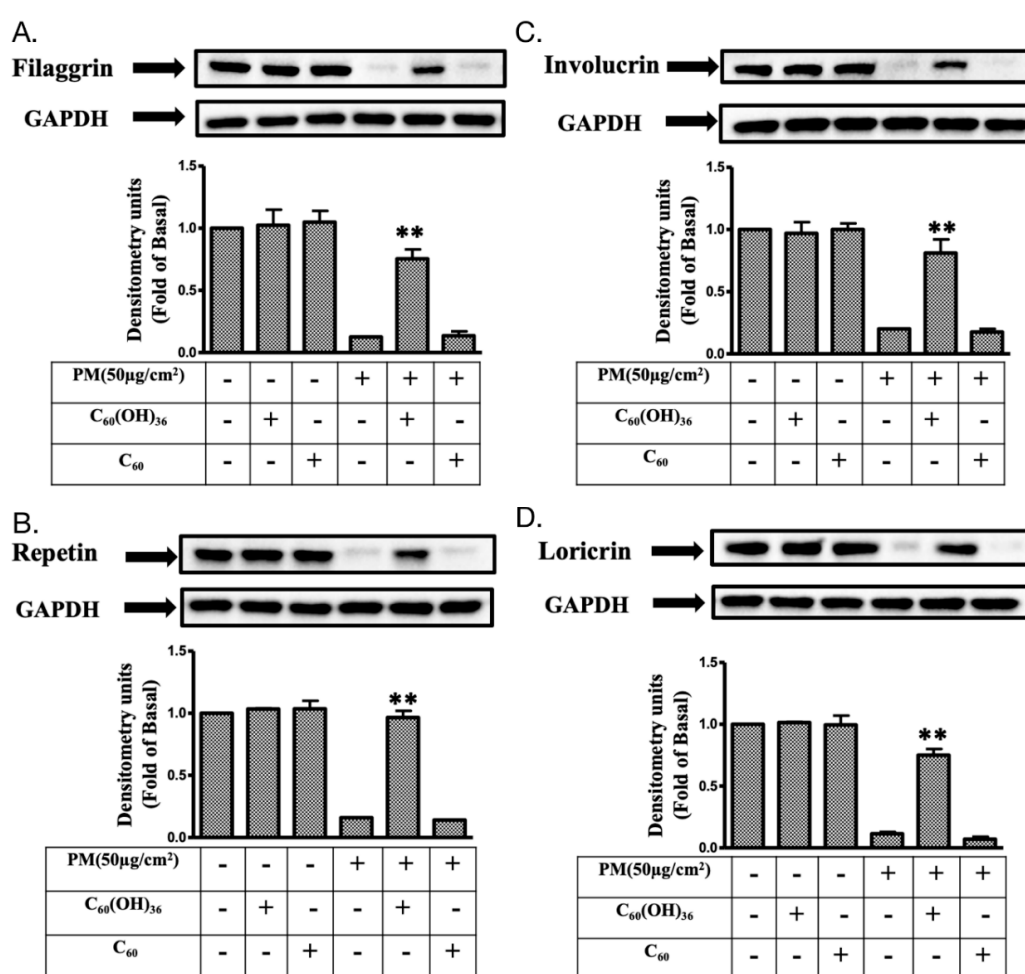 A.
Filaggrin
GAPDH
Densitometry units
(Fold of Basal)
1.5
1.0
0.5
0.0
**
PM(50µg/cm²) - - - + + +
C₆₀(OH)₃₆ - + - - + -
C₆₀ - - + - - +
B.
Repetin
GAPDH
Densitometry units
(Fold of Basal)
1.5
1.0
0.5
0.0
**
PM(50µg/cm²) - - - + + +
C₆₀(OH)₃₆ - + - - + -
C₆₀ - - + - - +
C.
Involucrin
GAPDH
Densitometry units
(Fold of Basal)
1.5
1.0
0.5
0.0
**
PM(50µg/cm²) - - - + + +
C₆₀(OH)₃₆ - + - - + -
C₆₀ - - + - - +
D.
Loricrin
GAPDH
Densitometry units
(Fold of Basal)
1.5
1.0
0.5
0.0
**
PM(50µg/cm²) - - - + + +
C₆₀(OH)₃₆ - + - - + -
C₆₀ - - + - - +